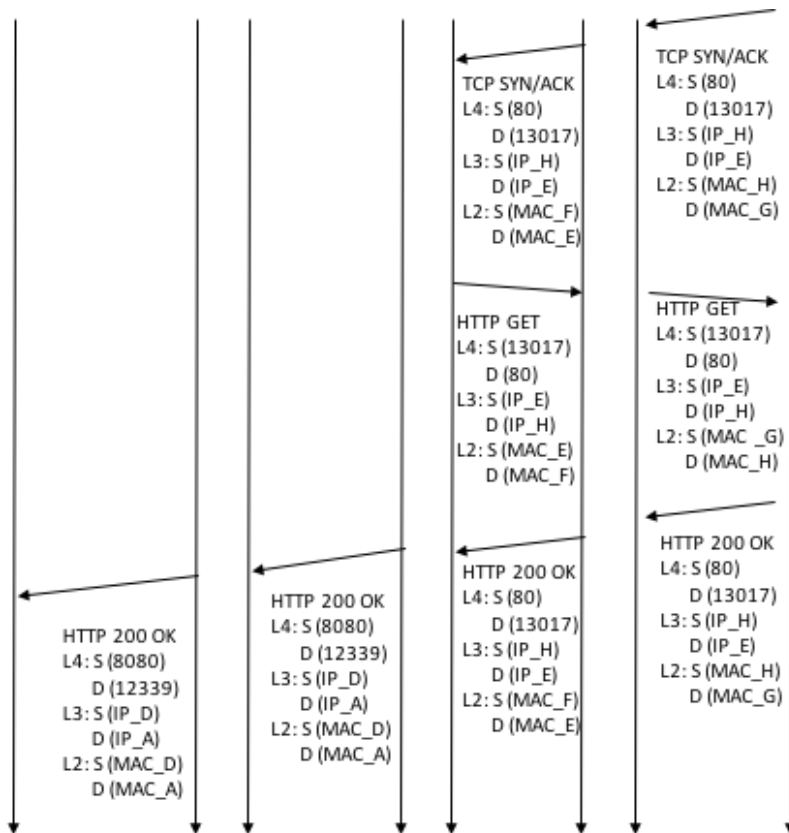 TCP SYN/ACK
L4: S (80)
D (13017)
L3: S (IP_H)
D (IP_E)
L2: S (MAC_H)
D (MAC_G)
TCP SYN/ACK
L4: S (80)
D (13017)
L3: S (IP_H)
D (IP_E)
L2: S (MAC_F)
D (MAC_E)
HTTP GET
L4: S (13017)
D (80)
L3: S (IP_E)
D (IP_H)
L2: S (MAC_E)
D (MAC_F)
HTTP GET
L4: S (13017)
D (80)
L3: S (IP_E)
D (IP_H)
L2: S (MAC _G)
D (MAC_H)
HTTP 200 OK
L4: S (8080)
D (12339)
L3: S (IP_D)
D (IP_A)
L2: S (MAC_D)
D (MAC_A)
HTTP 200 OK
L4: S (8080)
D (12339)
L3: S (IP_D)
D (IP_A)
L2: S (MAC_D)
D (MAC_A)
HTTP 200 OK
L4: S (80)
D (13017)
L3: S (IP_H)
D (IP_E)
L2: S (MAC_F)
D (MAC_E)
HTTP 200 OK
L4: S (80)
D (13017)
L3: S (IP_H)
D (IP_E)
L2: S (MAC_H)
D (MAC_G)